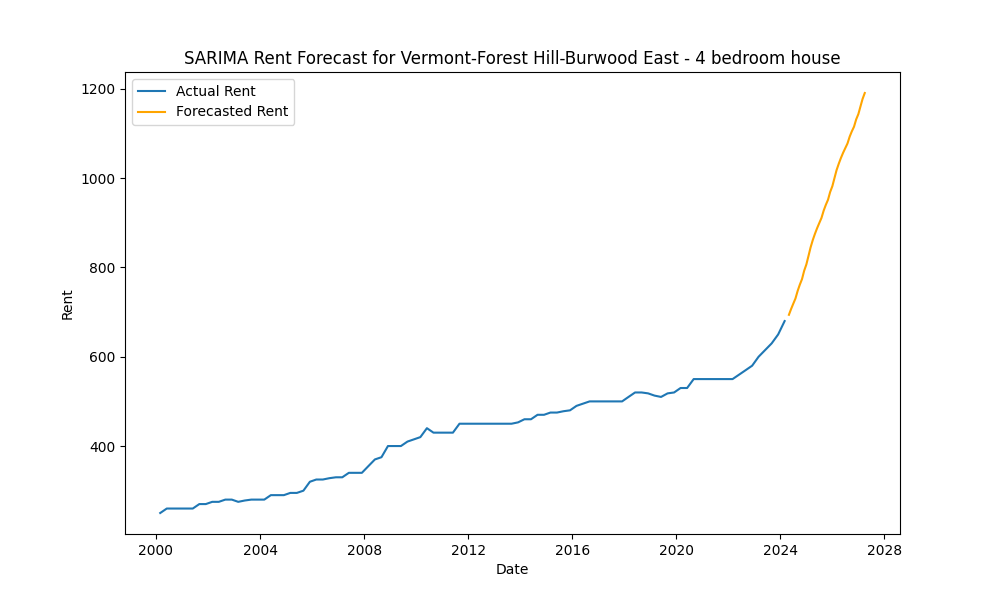 SARIMA Rent Forecast for Vermont-Forest Hill-Burwood East - 4 bedroom house
Actual Rent
Forecasted Rent
1200
1000
800
600
400
Rent
2000 2004 2008 2012 2016 2020 2024 2028
Date